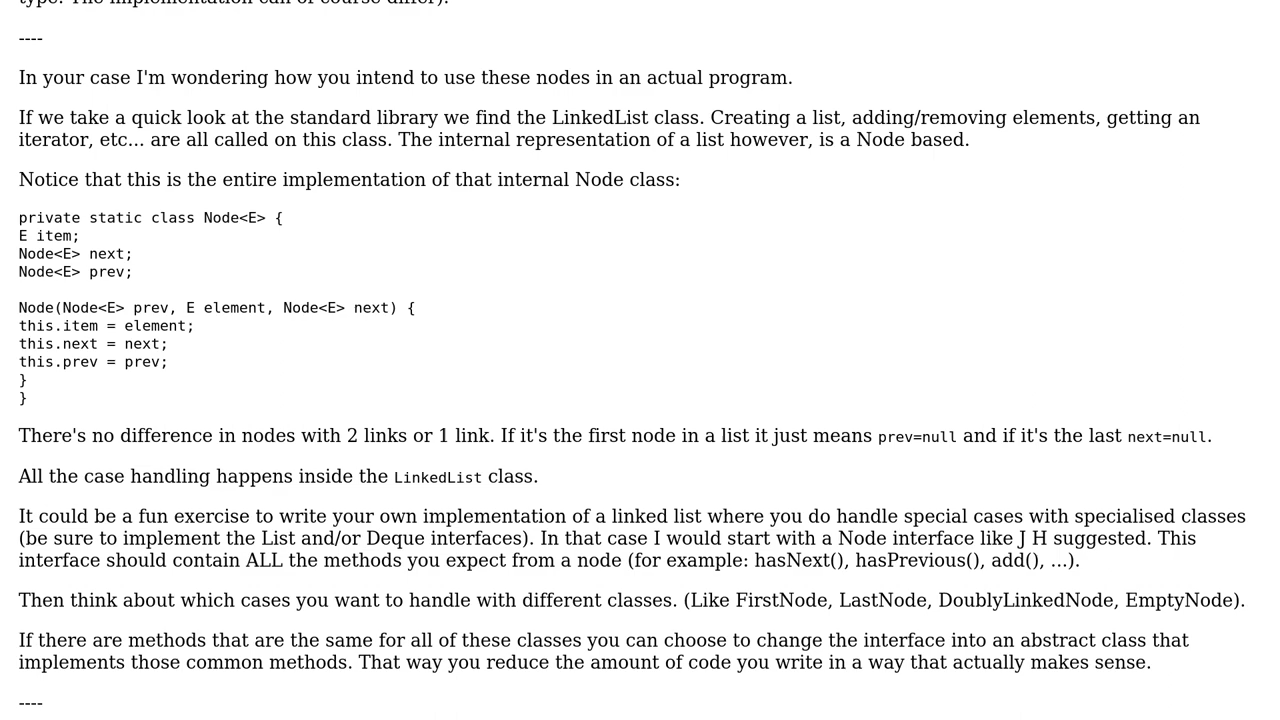 type. The implementation can of course differ).
----
In your case I'm wondering how you intend to use these nodes in an actual program.
If we take a quick look at the standard library we find the LinkedList class. Creating a list, adding/removing elements, getting an
iterator, etc... are all called on this class. The internal representation of a list however, is a Node based.
Notice that this is the entire implementation of that internal Node class:
private static class Node<E> {
E item;
Node<E> next;
Node<E> prev;
Node(Node<E> prev, E element, Node<E> next) {
this.item = element;
this.next = next;
this.prev = prev;
}
}
There's no difference in nodes with 2 links or 1 link. If it's the first node in a list it just means prev=null and if it's the last next=null.
All the case handling happens inside the LinkedList class.
It could be a fun exercise to write your own implementation of a linked list where you do handle special cases with specialised classes
(be sure to implement the List and/or Deque interfaces). In that case I would start with a Node interface like J H suggested. This
interface should contain ALL the methods you expect from a node (for example: hasNext(), hasPrevious(), add(), ...).
Then think about which cases you want to handle with different classes. (Like FirstNode, LastNode, DoublyLinkedNode, EmptyNode).
If there are methods that are the same for all of these classes you can choose to change the interface into an abstract class that
implements those common methods. That way you reduce the amount of code you write in a way that actually makes sense.
----